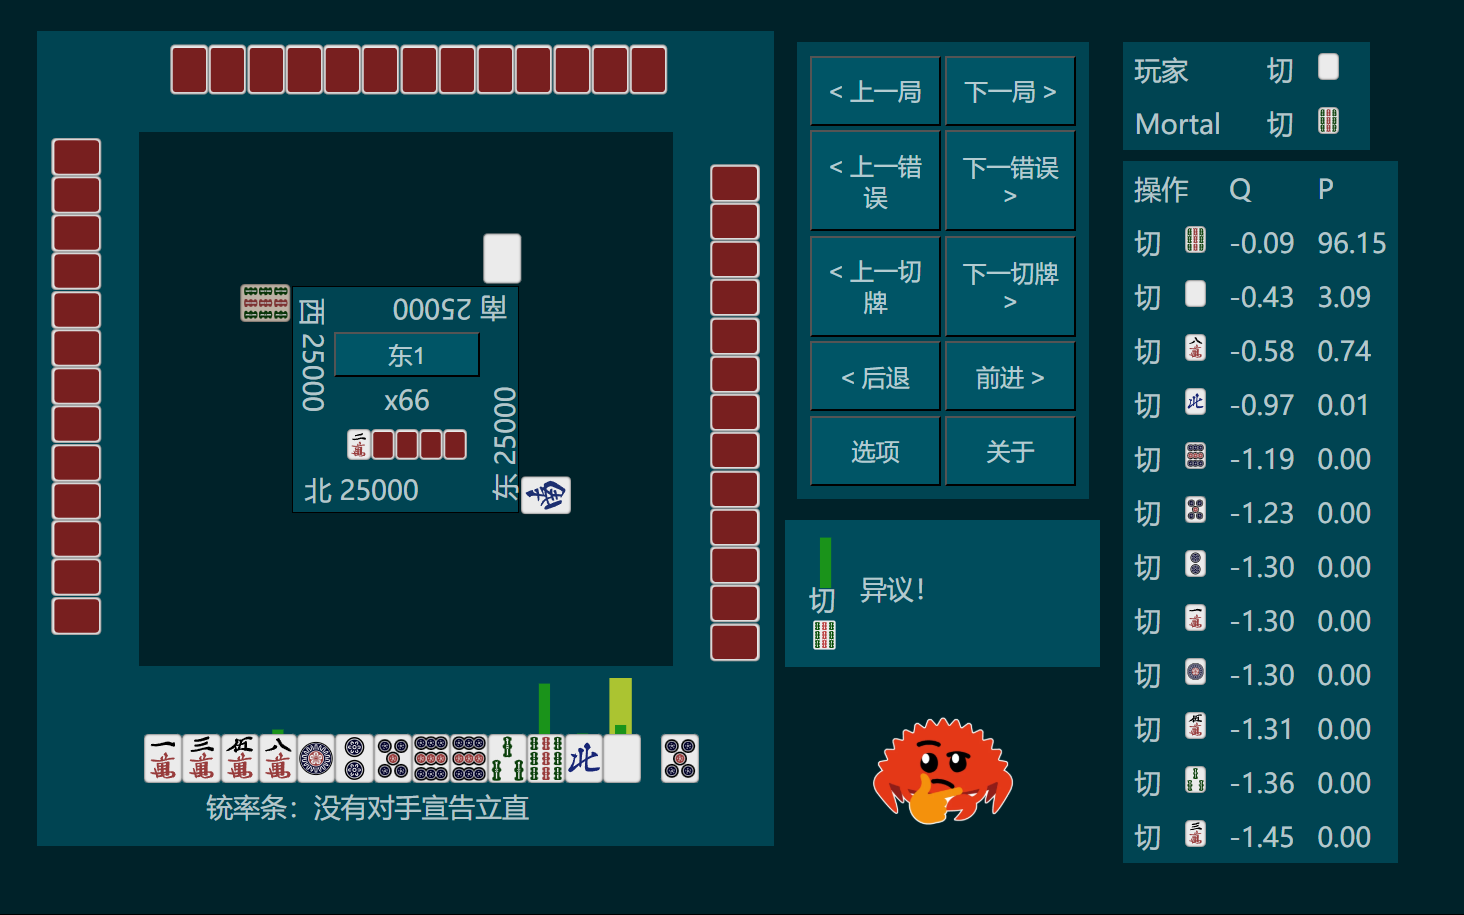 西 25000
南 25000
东1
x66
东 25000
北 25000
铳率条：没有对手宣告立直
< 上一局
下一局 >
< 上一错误
下一错误 >
< 上一切牌
下一切牌 >
< 后退
前进 >
选项
关于
切
异议！
玩家 切
Mortal 切
操作 Q P
切 -0.09 96.15
切 -0.43 3.09
切 -0.58 0.74
切 -0.97 0.01
切 -1.19 0.00
切 -1.23 0.00
切 -1.30 0.00
切 -1.30 0.00
切 -1.30 0.00
切 -1.31 0.00
切 -1.36 0.00
切 -1.45 0.00